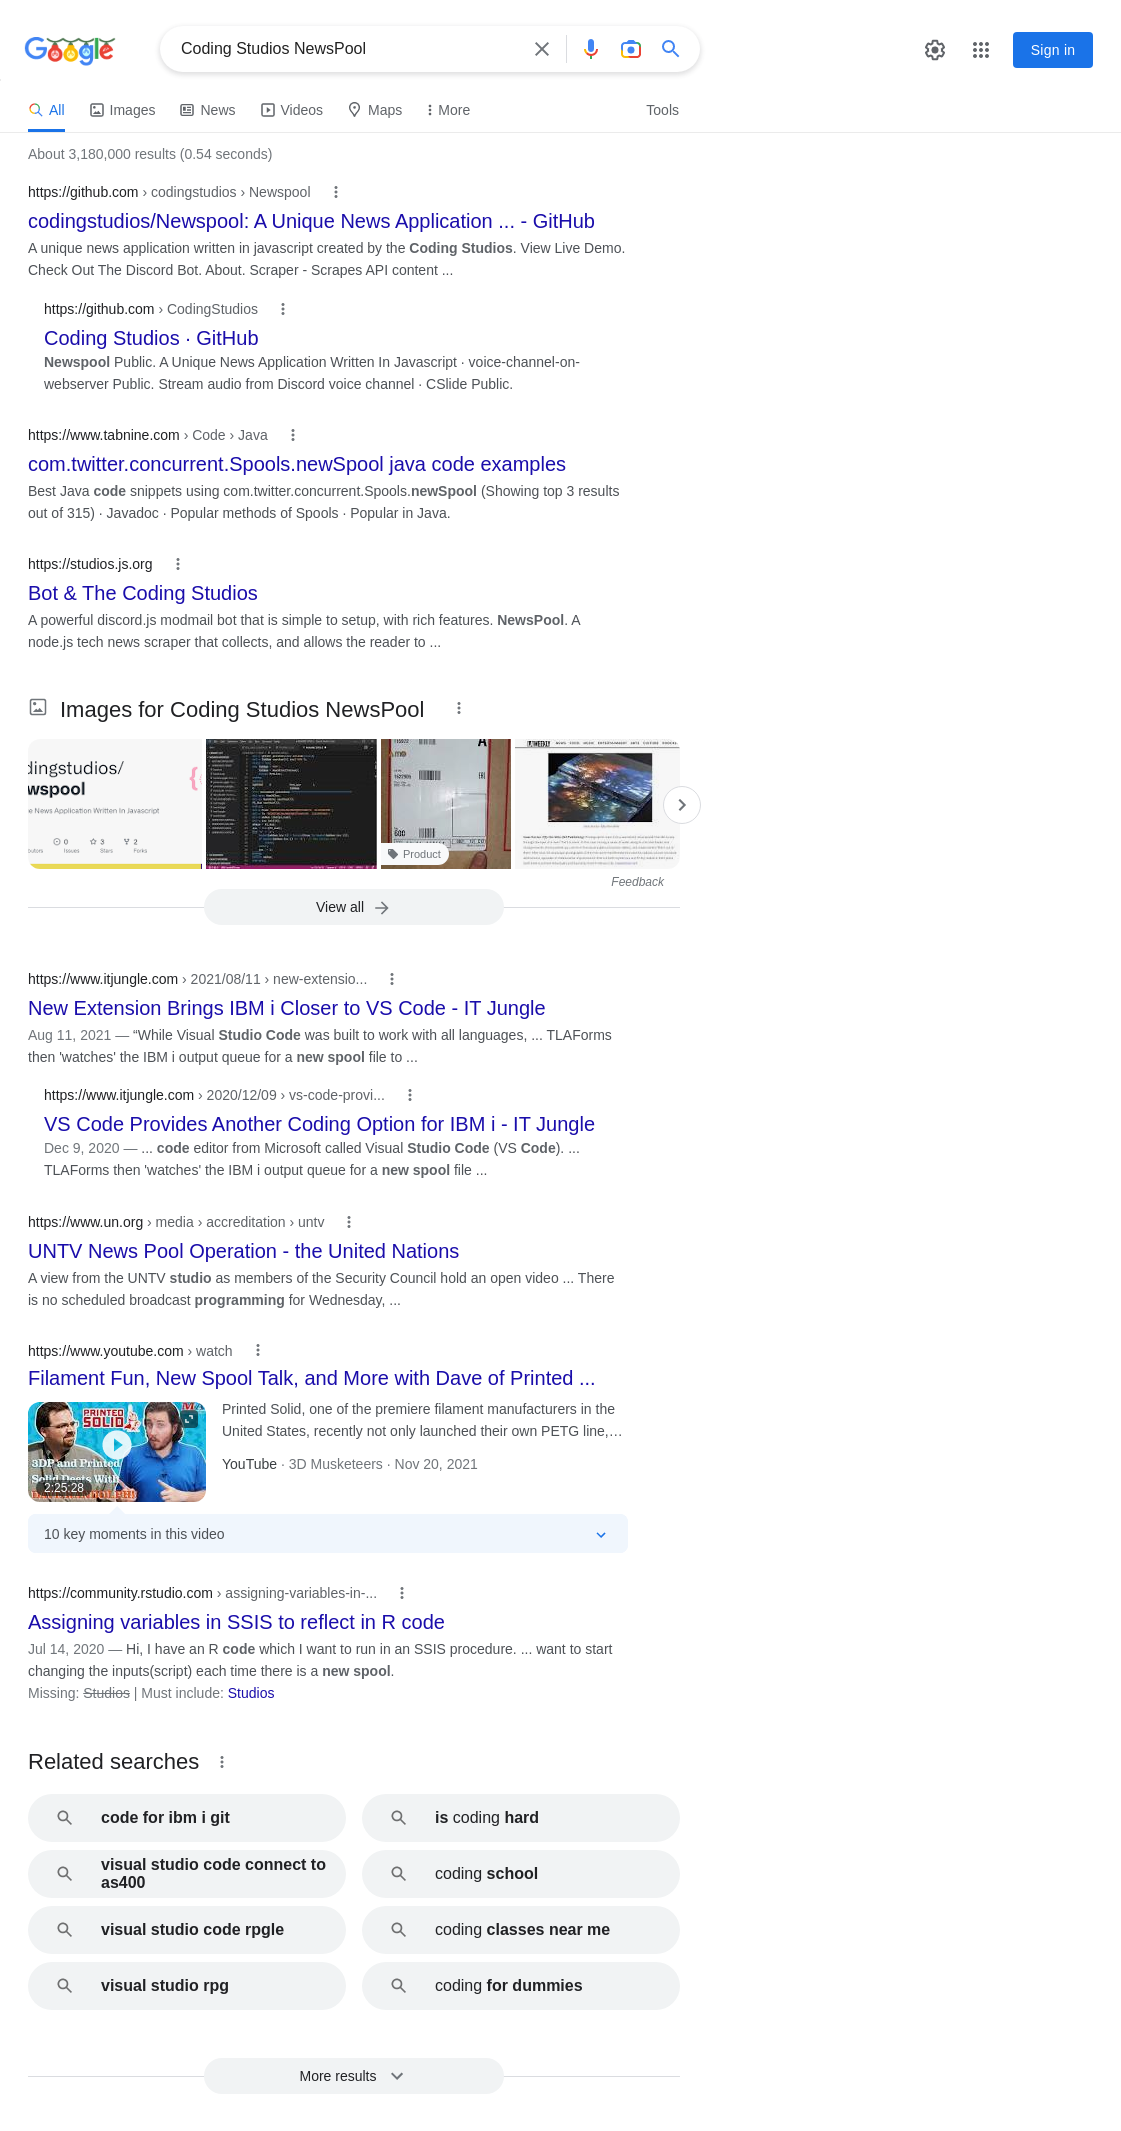 Google
Coding Studios NewsPool
Sign in
All
Images
News
Videos
Maps
More
Tools
About 3,180,000 results (0.54 seconds)
https://github.com › codingstudios › Newspool
codingstudios/Newspool: A Unique News Application ... - GitHub
A unique news application written in javascript created by the Coding Studios. View Live Demo.
Check Out The Discord Bot. About. Scraper - Scrapes API content ...
https://github.com › CodingStudios
Coding Studios · GitHub
Newspool Public. A Unique News Application Written In Javascript · voice-channel-on-
webserver Public. Stream audio from Discord voice channel · CSlide Public.
https://www.tabnine.com › Code › Java
com.twitter.concurrent.Spools.newSpool java code examples
Best Java code snippets using com.twitter.concurrent.Spools.newSpool (Showing top 3 results
out of 315) · Javadoc · Popular methods of Spools · Popular in Java.
https://studios.js.org
Bot & The Coding Studios
A powerful discord.js modmail bot that is simple to setup, with rich features. NewsPool. A
node.js tech news scraper that collects, and allows the reader to ...
Images for Coding Studios NewsPool
dingstudios/
wspool
e News Application Written In Javascript
0
3
2
Issues
Stars
Forks
Product
Feedback
View all
https://www.itjungle.com › 2021/08/11 › new-extensio...
New Extension Brings IBM i Closer to VS Code - IT Jungle
Aug 11, 2021 — “While Visual Studio Code was built to work with all languages, ... TLAForms
then 'watches' the IBM i output queue for a new spool file to ...
https://www.itjungle.com › 2020/12/09 › vs-code-provi...
VS Code Provides Another Coding Option for IBM i - IT Jungle
Dec 9, 2020 — ... code editor from Microsoft called Visual Studio Code (VS Code). ...
TLAForms then 'watches' the IBM i output queue for a new spool file ...
https://www.un.org › media › accreditation › untv
UNTV News Pool Operation - the United Nations
A view from the UNTV studio as members of the Security Council hold an open video ... There
is no scheduled broadcast programming for Wednesday, ...
https://www.youtube.com › watch
Filament Fun, New Spool Talk, and More with Dave of Printed ...
PRINTED
SOLID
3DP and Printed
Solid Deets With
2:25:28
Printed Solid, one of the premiere filament manufacturers in the
United States, recently not only launched their own PETG line,…
YouTube · 3D Musketeers · Nov 20, 2021
10 key moments in this video
https://community.rstudio.com › assigning-variables-in-...
Assigning variables in SSIS to reflect in R code
Jul 14, 2020 — Hi, I have an R code which I want to run in an SSIS procedure. ... want to start
changing the inputs(script) each time there is a new spool.
Missing: Studios | Must include: Studios
Related searches
code for ibm i git
is coding hard
visual studio code connect to
as400
coding school
visual studio code rpgle
coding classes near me
visual studio rpg
coding for dummies
More results